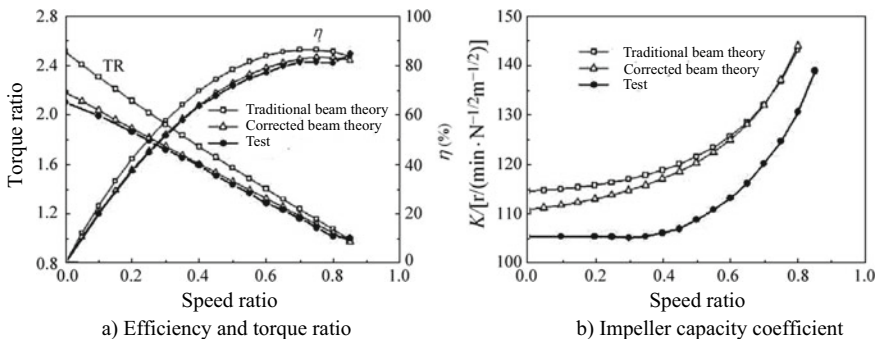 2.8
2.4
2.0
1.6
1.2
0.8
Torque ratio
TR
η
Traditional beam theory
Corrected beam theory
Test
100
80
60
40
20
0
η (%)
0.0
0.2
0.4
0.6
0.8
1.0
Speed ratio
a) Efficiency and torque ratio
150
140
130
120
110
100
K/[r/(min · N⁻¹/²m⁻¹/²)]
Traditional beam theory
Corrected beam theory
Test
0.0
0.2
0.4
0.6
0.8
1.0
Speed ratio
b) Impeller capacity coefficient